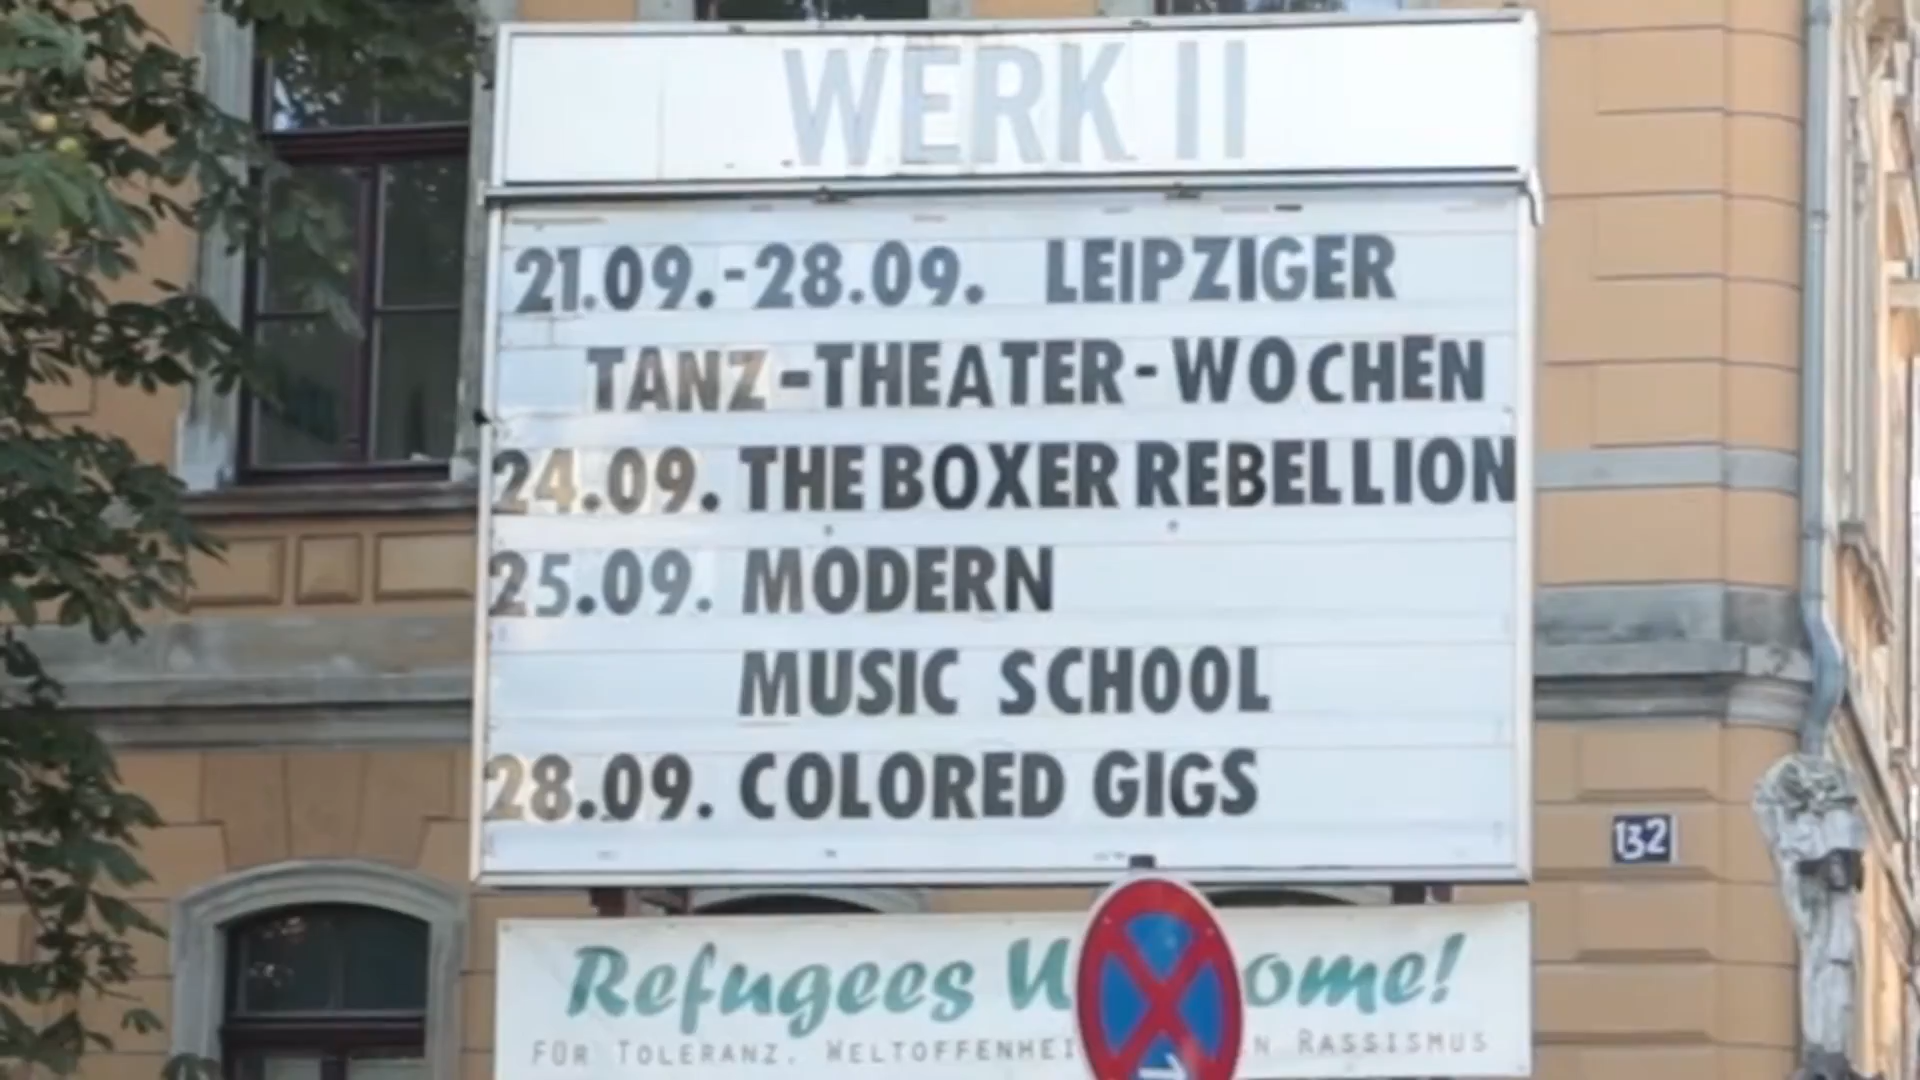 WERK II
21.09.-28.09. LEIPZIGER
TANZ-THEATER-WOCHEN
24.09. THE BOXER REBELLION
25.09. MODERN
MUSIC SCHOOL
28.09. COLORED GIGS
132
Refugees
FÜR TOLERANZ. RASSISMUS